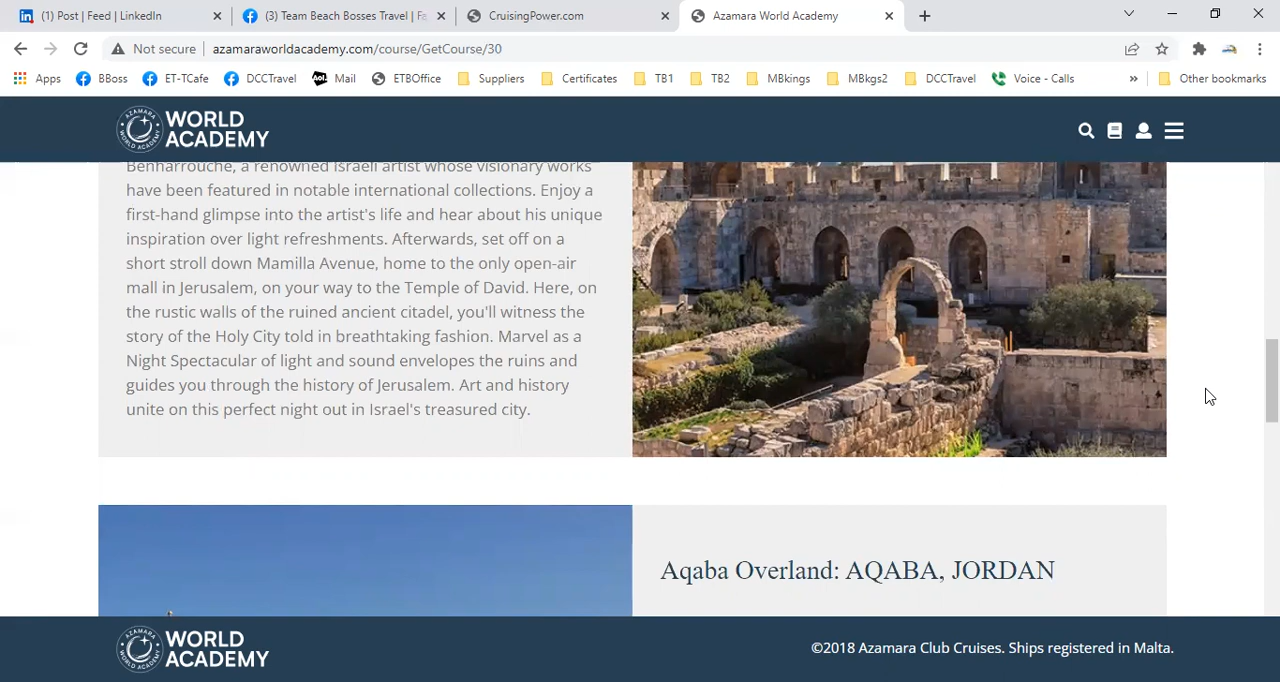 (1) Post | Feed | LinkedIn
(3) Team Beach Bosses Travel | Fa
CruisingPower.com
Azamara World Academy
Not secure
azamaraworldacademy.com/course/GetCourse/30
Apps
BBoss
ET-TCafe
DCCTravel
Aol.
Mail
ETBOffice
Suppliers
Certificates
TB1
TB2
MBkings
MBkgs2
DCCTravel
Voice - Calls
»
Other bookmarks
WORLD
ACADEMY
Benharrouche, a renowned Israeli artist whose visionary works
have been featured in notable international collections. Enjoy a
first-hand glimpse into the artist's life and hear about his unique
inspiration over light refreshments. Afterwards, set off on a
short stroll down Mamilla Avenue, home to the only open-air
mall in Jerusalem, on your way to the Temple of David. Here, on
the rustic walls of the ruined ancient citadel, you'll witness the
story of the Holy City told in breathtaking fashion. Marvel as a
Night Spectacular of light and sound envelopes the ruins and
guides you through the history of Jerusalem. Art and history
unite on this perfect night out in Israel's treasured city.
Aqaba Overland: AQABA, JORDAN
WORLD
ACADEMY
©2018 Azamara Club Cruises. Ships registered in Malta.